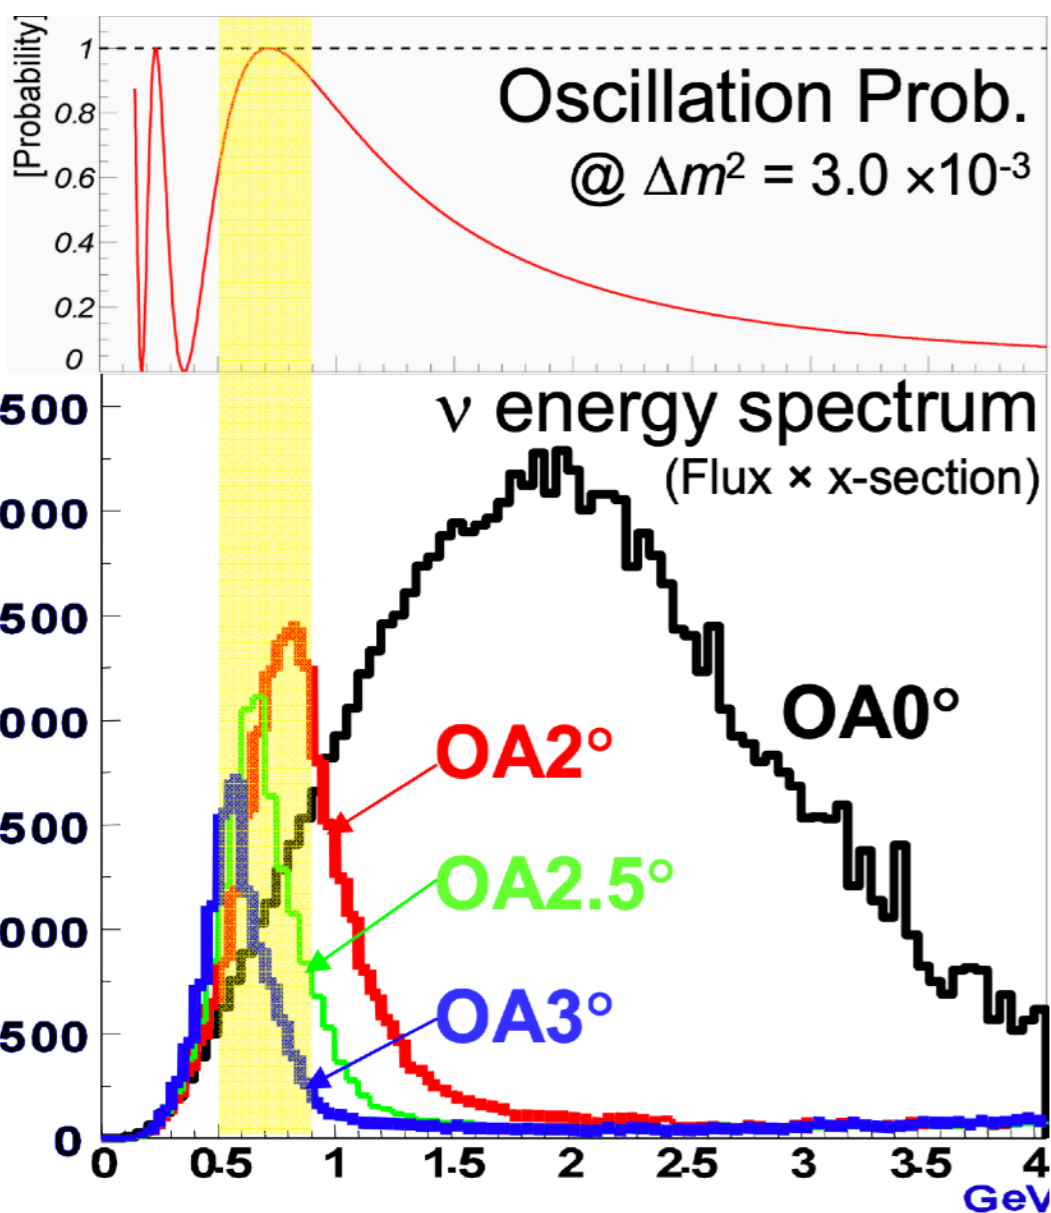 [Probability]
1
0.8
0.6
0.4
0.2
0
Oscillation Prob.
@ Δm² = 3.0 ×10⁻³
ν energy spectrum
(Flux × x-section)
500
000
500
000
500
000
500
0
OA0°
OA2°
OA2.5°
OA3°
0 0·5 1 1·5 2 2·5 3 3·5 4
GeV